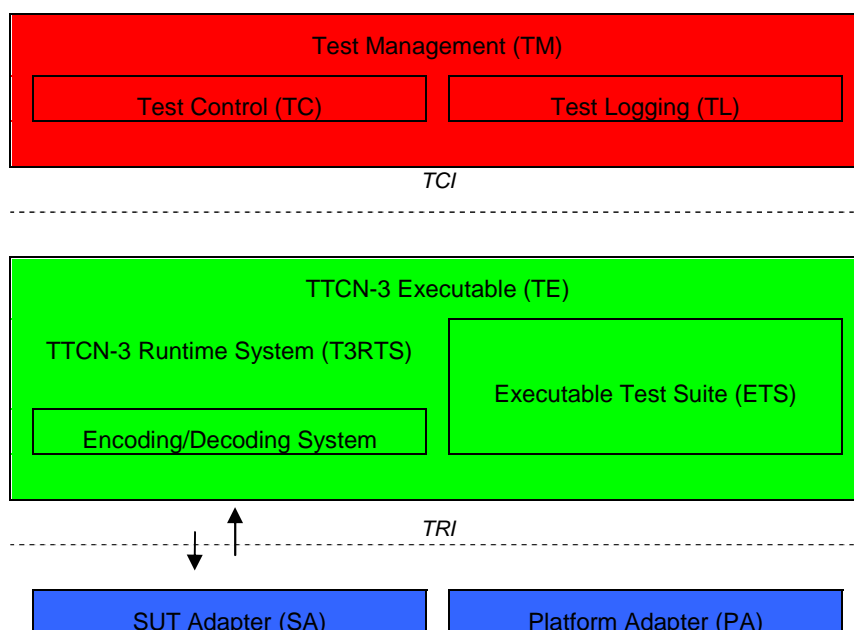 Test Management (TM)
Test Control (TC)
Test Logging (TL)
TCI
TTCN-3 Executable (TE)
TTCN-3 Runtime System (T3RTS)
Executable Test Suite (ETS)
Encoding/Decoding System
TRI
SUT Adapter (SA)
Platform Adapter (PA)